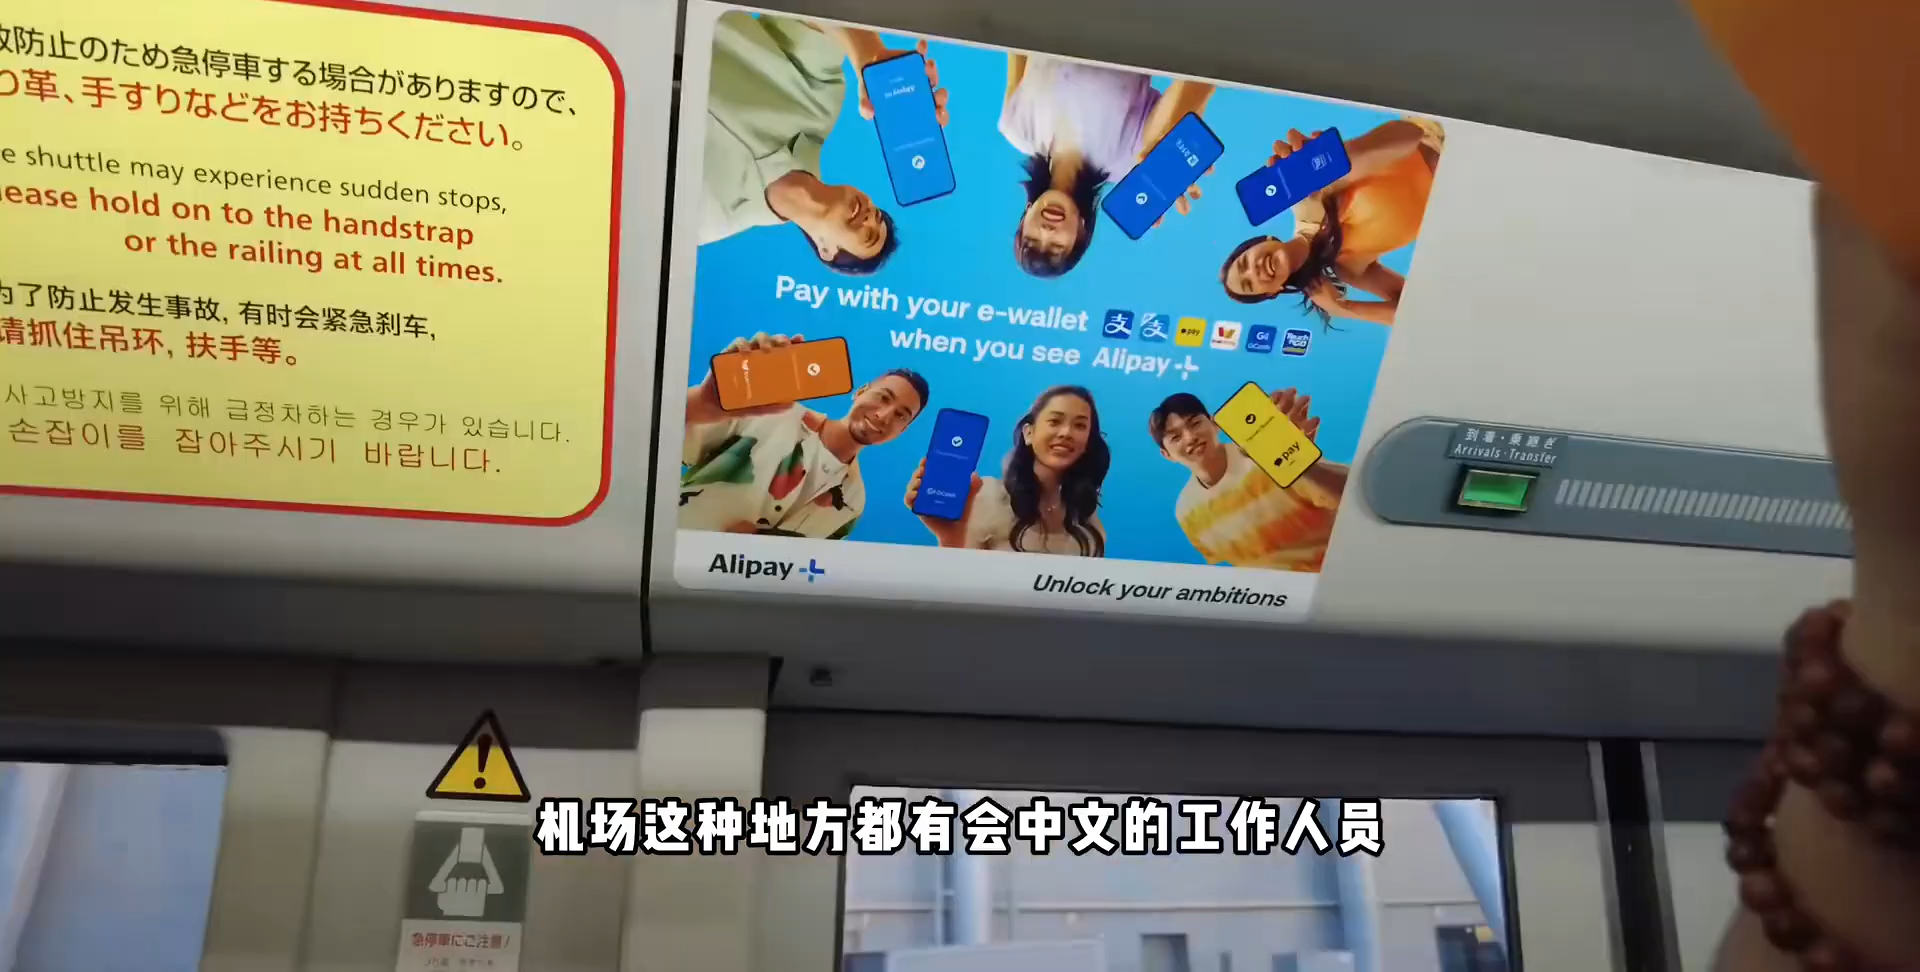 故防止のため急停車する場合がありますので、
り革、手すりなどをお持ちください。
e shuttle may experience sudden stops,
lease hold on to the handstrap
or the railing at all times.
为了防止发生事故, 有时会紧急刹车,
请抓住吊环, 扶手等。
사고방지를 위해 급정차하는 경우가 있습니다.
손잡이를 잡아주시기 바랍니다.
Pay with your e-wallet
when you see Alipay+
pay
GCash
Touch 'n GO
pay
Alipay+
Unlock your ambitions
到着・乗継ぎ
Arrivals・Transfer
急停車にご注意!
机场这种地方都有会中文的工作人员